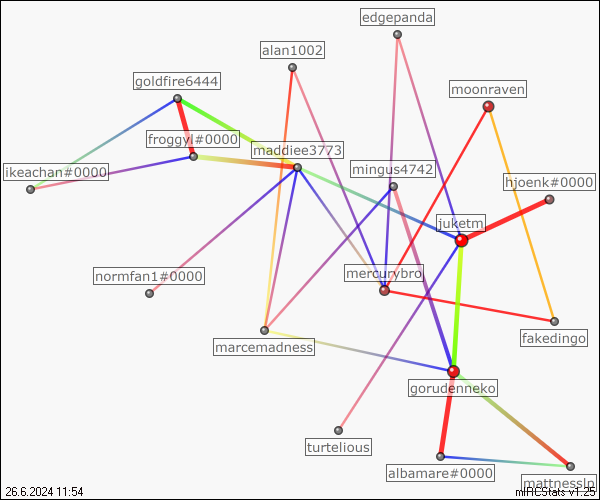 edgepanda
alan1002
goldfire6444
moonraven
froggyl#0000
maddiee3773
ikeachan#0000
mingus4742
hjoenk#0000
juketm
normfan1#0000
mercurybro
marcemadness
fakedingo
gorudenneko
turtelious
albamare#0000
mattnessln
26.6.2024 11:54
mIRCStats v1.25